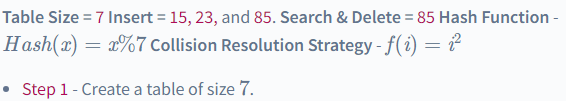 Table Size = 7 Insert = 15, 23, and 85. Search & Delete = 85 Hash Function -
Hash(x) = x%7 Collision Resolution Strategy - f(i) = i²
• Step 1 - Create a table of size 7.